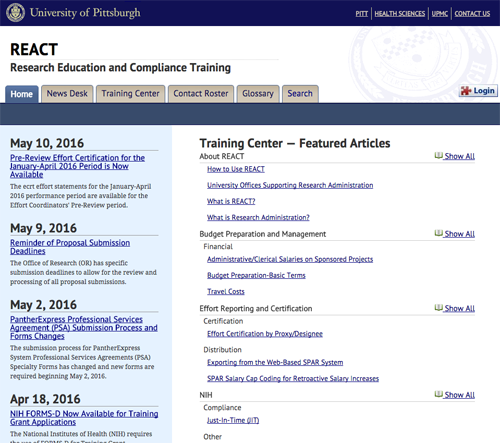 University of Pittsburgh
PITT | HEALTH SCIENCES | UPMC | CONTACT US
REACT
Research Education and Compliance Training
Home
News Desk
Training Center
Contact Roster
Glossary
Search
Login
May 10, 2016
Pre-Review Effort Certification for the
January-April 2016 Period is Now
Available
The ecrt effort statements for the January-April
2016 performance period are available for the
Effort Coordinators' Pre-Review period.
May 9, 2016
Reminder of Proposal Submission
Deadlines
The Office of Research (OR) has specific
submission deadlines to allow for the review and
processing of all proposal submissions.
May 2, 2016
PantherExpress Professional Services
Agreement (PSA) Submission Process and
Forms Changes
The submission process for PantherExpress
System Professional Services Agreements (PSA)
Specialty Forms has changed and new forms are
required beginning May 2, 2016.
Apr 18, 2016
NIH FORMS-D Now Available for Training
Grant Applications
The National Institutes of Health (NIH) requires
the use of FORMS-D for Training Grant
Training Center — Featured Articles
About REACT
Show All
How to Use REACT
University Offices Supporting Research Administration
What is REACT?
What is Research Administration?
Budget Preparation and Management
Show All
Financial
Administrative/Clerical Salaries on Sponsored Projects
Budget Preparation-Basic Terms
Travel Costs
Effort Reporting and Certification
Show All
Certification
Effort Certification by Proxy/Designee
Distribution
Exporting from the Web-Based SPAR System
SPAR Salary Cap Coding for Retroactive Salary Increases
NIH
Show All
Compliance
Just-In-Time (JIT)
Other